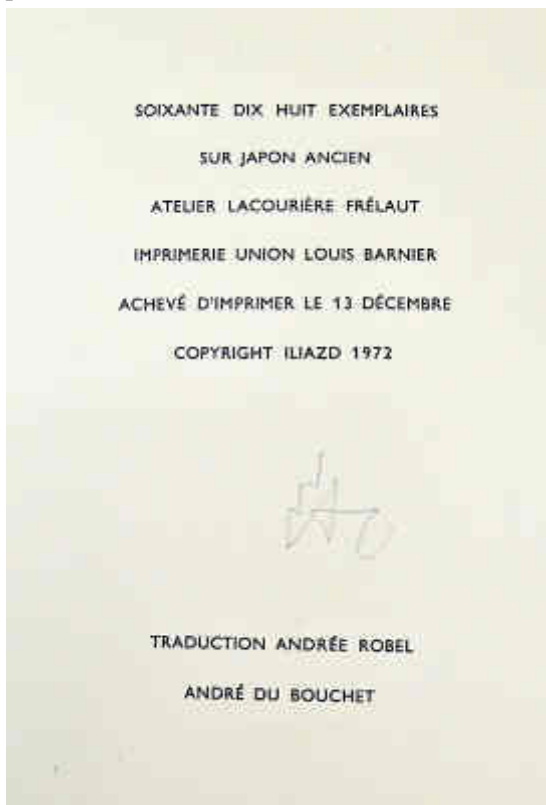 SOIXANTE DIX HUIT EXEMPLAIRES
SUR JAPON ANCIEN
ATELIER LACOURIÈRE FRÉLAUT
IMPRIMERIE UNION LOUIS BARNIER
ACHEVÉ D'IMPRIMER LE 13 DÉCEMBRE
COPYRIGHT ILIAZD 1972
TRADUCTION ANDRÉE ROBEL
ANDRÉ DU BOUCHET